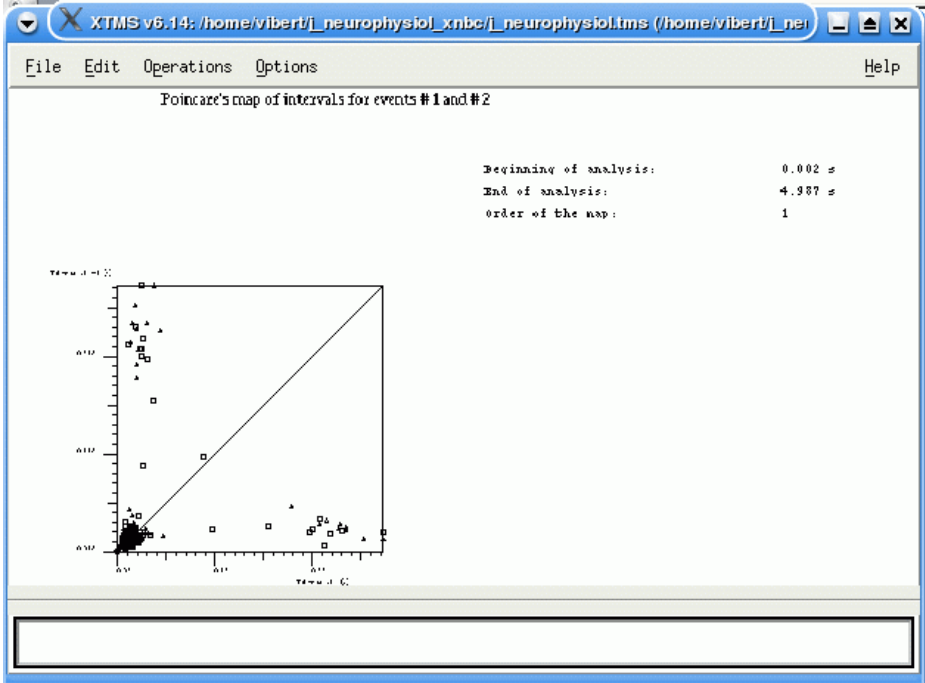 XTMS v6.14: /home/vibert/j_neurophysiol_xnbc/j_neurophysiol.tms (/home/vibert/j_neu
File Edit Operations Options Help
Poincare's map of intervals for events # 1 and # 2
Beginning of analysis: 0.002 s
End of analysis: 4.987 s
Order of the map: 1